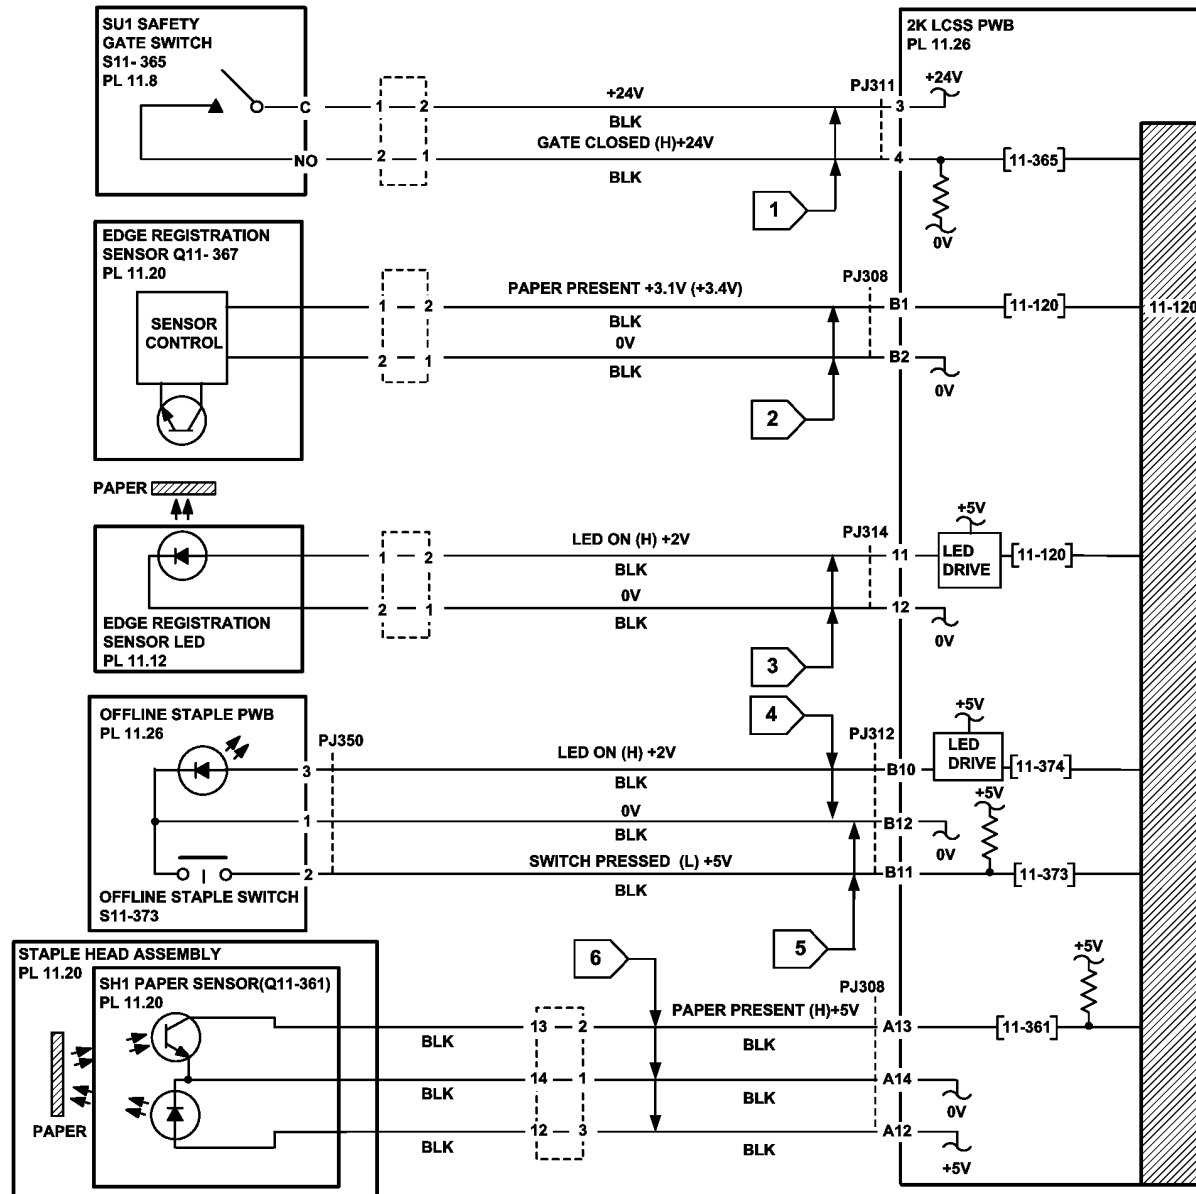 SU1 SAFETY
GATE SWITCH
S11- 365
PL 11.8
C
NO
1 2
2 1
+24V
BLK
GATE CLOSED (H)+24V
BLK
1
PJ311
3
4
2K LCSS PWB
PL 11.26
+24V
0V
11-365
EDGE REGISTRATION
SENSOR Q11- 367
PL 11.20
SENSOR
CONTROL
1 2
2 1
PAPER PRESENT +3.1V (+3.4V)
BLK
0V
BLK
2
PJ308
B1
B2
0V
11-120
11-120
PAPER
EDGE REGISTRATION
SENSOR LED
PL 11.12
1 2
2 1
LED ON (H) +2V
BLK
0V
BLK
3
PJ314
11
12
+5V
LED
DRIVE
11-120
0V
OFFLINE STAPLE PWB
PL 11.26
OFFLINE STAPLE SWITCH
S11-373
PJ350
3
1
2
LED ON (H) +2V
BLK
0V
BLK
SWITCH PRESSED (L) +5V
BLK
4
5
PJ312
B10
B12
B11
+5V
LED
DRIVE
11-374
+5V
0V
11-373
STAPLE HEAD ASSEMBLY
PL 11.20
SH1 PAPER SENSOR(Q11-361)
PL 11.20
PAPER
BLK
BLK
BLK
13 2
14 1
12 3
6
PAPER PRESENT (H)+5V
BLK
BLK
BLK
PJ308
A13
A14
A12
11-361
+5V
0V
+5V